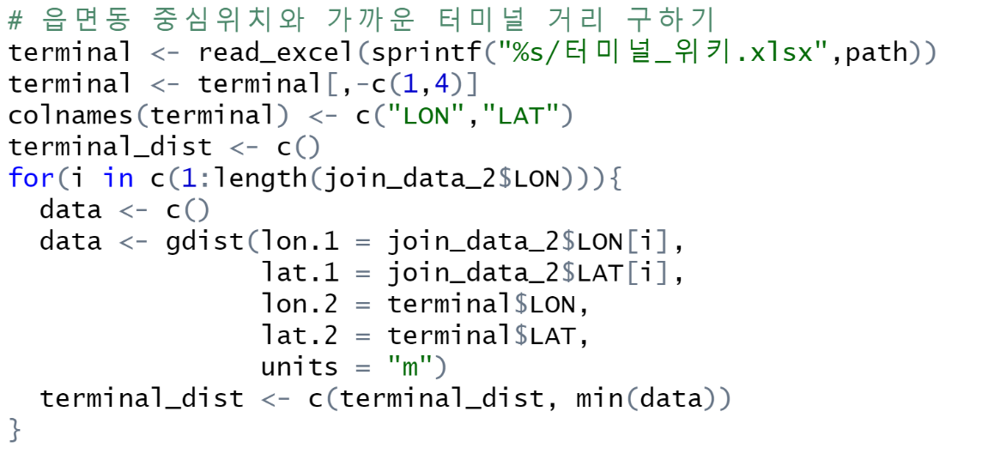 # 읍면동 중심위치와 가까운 터미널 거리 구하기
terminal <- read_excel(sprintf("%s/터미널_위키.xlsx",path))
terminal <- terminal[,-c(1,4)]
colnames(terminal) <- c("LON","LAT")
terminal_dist <- c()
for(i in c(1:length(join_data_2$LON))){
  data <- c()
  data <- gdist(lon.1 = join_data_2$LON[i],
                lat.1 = join_data_2$LAT[i],
                lon.2 = terminal$LON,
                lat.2 = terminal$LAT,
                units = "m")
  terminal_dist <- c(terminal_dist, min(data))
}